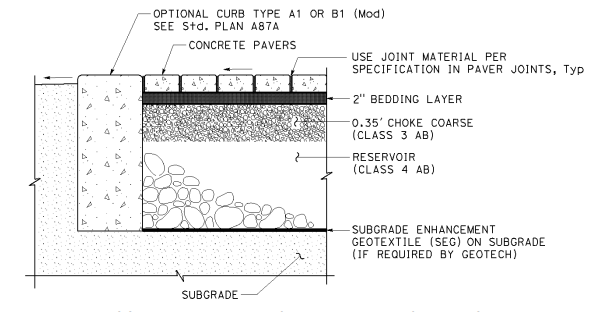 OPTIONAL CURB TYPE A1 OR B1 (Mod)
SEE Std. PLAN A87A
CONCRETE PAVERS
USE JOINT MATERIAL PER
SPECIFICATION IN PAVER JOINTS, Typ
2" BEDDING LAYER
0.35' CHOKE COARSE
(CLASS 3 AB)
RESERVOIR
(CLASS 4 AB)
SUBGRADE ENHANCEMENT
GEOTEXTILE (SEG) ON SUBGRADE
(IF REQUIRED BY GEOTECH)
SUBGRADE